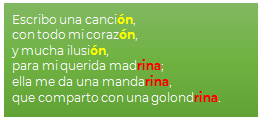 Escribo una canción,
con todo mi corazón,
y mucha ilusión,
para mi querida madrina;
ella me da una mandarina,
que comparto con una golondrina.